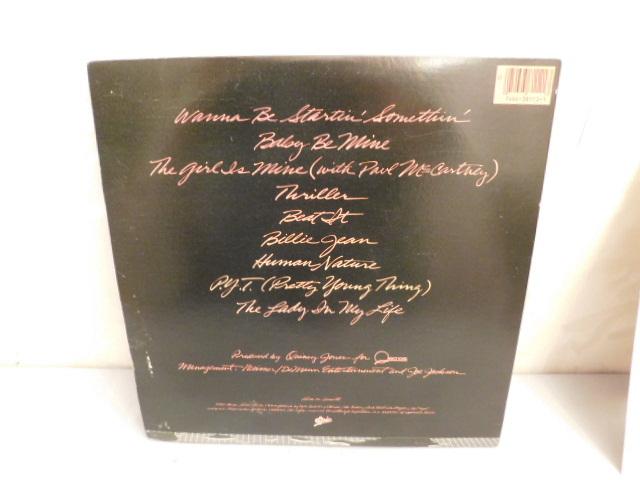 Wanna Be Startin' Somethin'
Baby Be Mine
The Girl Is Mine (with Paul McCartney)
Thriller
Beat It
Billie Jean
Human Nature
P.Y.T. (Pretty Young Thing)
The Lady In My Life
Produced by Quincy Jones for
Management: / DeMann Entertainment and Joe Jackson
Epic